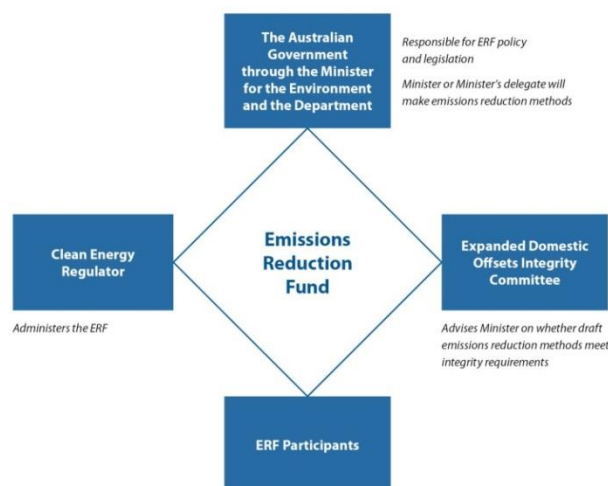 The Australian
Government
through the Minister
for the Environment
and the Department
Responsible for ERF policy
and legislation
Minister or Minister's delegate will
make emissions reduction methods
Clean Energy
Regulator
Administers the ERF
Emissions
Reduction
Fund
Expanded Domestic
Offsets Integrity
Committee
Advises Minister on whether draft
emissions reduction methods meet
integrity requirements
ERF Participants